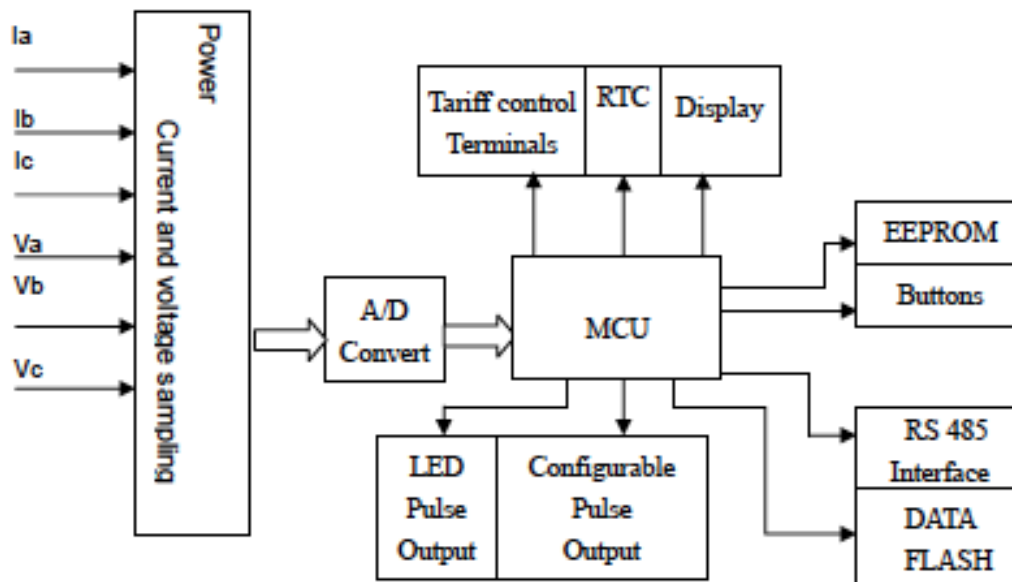 Ia
Ib
Ic
Va
Vb
Vc
Power
Current and voltage sampling
A/D
Convert
MCU
Tariff control
Terminals
RTC
Display
EEPROM
Buttons
RS 485
Interface
DATA
FLASH
LED
Pulse
Output
Configurable
Pulse
Output